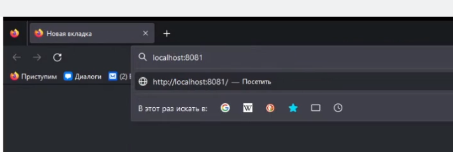 Новая вкладка
localhost:8081
Приступим Диалоги (2)
http://localhost:8081/ — Посетить
В этот раз искать в: